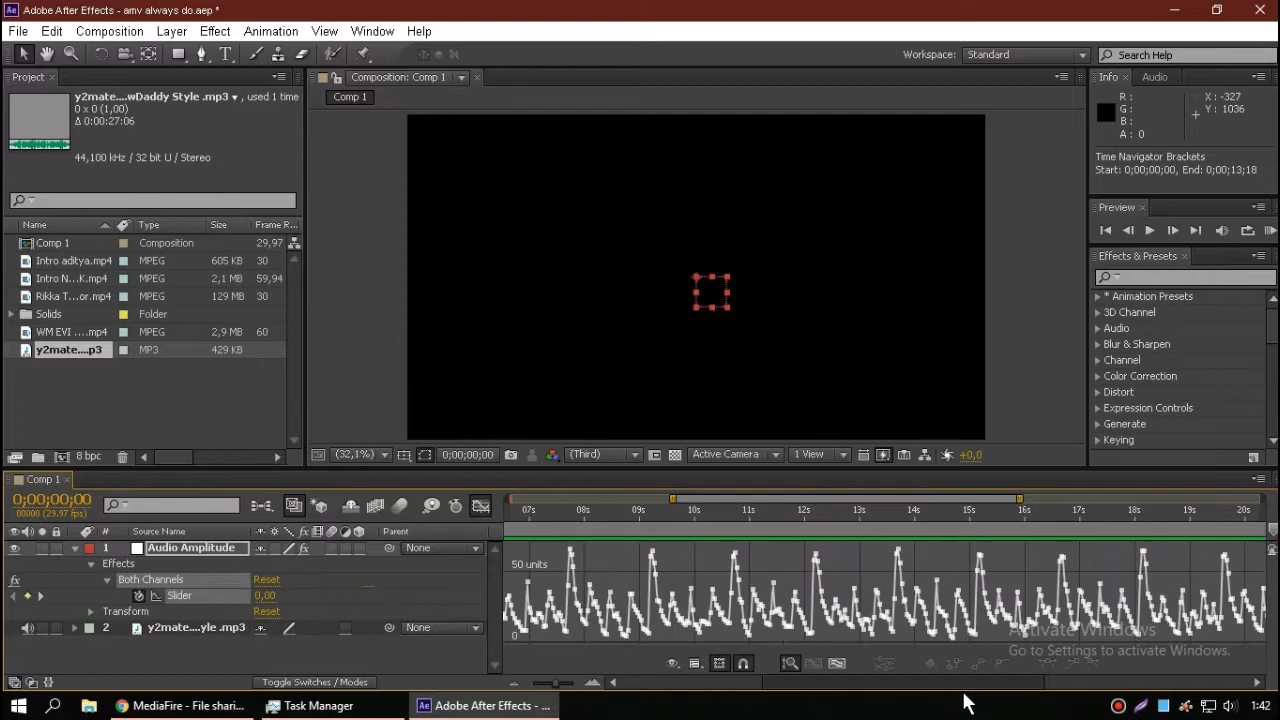 Adobe After Effects - amv always do.aep *
File Edit Composition Layer Effect Animation View Window Help
Workspace: Standard Search Help
Project
y2mate....wDaddy Style .mp3 , used 1 time
0 x 0 (1,00)
Δ 0:00:27:06
44,100 kHz / 32 bit U / Stereo
Name Type Size Frame R...
Comp 1 Composition 29,97
Intro aditya.mp4 MPEG 605 KB 30
Intro N...K.mp4 MPEG 2,1 MB 59,94
Rikka T...or.mp4 MPEG 129 MB 30
Solids Folder
WM EVI ....mp4 MPEG 2,9 MB 60
y2mate....p3 MP3 429 KB
8 bpc
Composition: Comp 1
Comp 1
(32,1%) 0;00;00;00 (Third) Active Camera 1 View +0,0
Info Audio
R :
G :
B :
A : 0
X : -327
Y : 1036
Time Navigator Brackets
Start: 0;00;00;00, End: 0;00;13;18
Preview
Effects & Presets
* Animation Presets
3D Channel
Audio
Blur & Sharpen
Channel
Color Correction
Distort
Expression Controls
Generate
Keying
Comp 1
0;00;00;00
00000 (29.97 fps)
# Source Name Parent
1 Audio Amplitude fx None
Effects
fx Both Channels Reset
Slider 0,00
Transform Reset
2 y2mate....yle .mp3 None
Toggle Switches / Modes
07s 08s 09s 10s 11s 12s 13s 14s 15s 16s 17s 18s 19s 20s
50 units
0
Activate Windows
Go to Settings to activate Windows.
MediaFire - File shari... Task Manager Adobe After Effects - ... 1:42